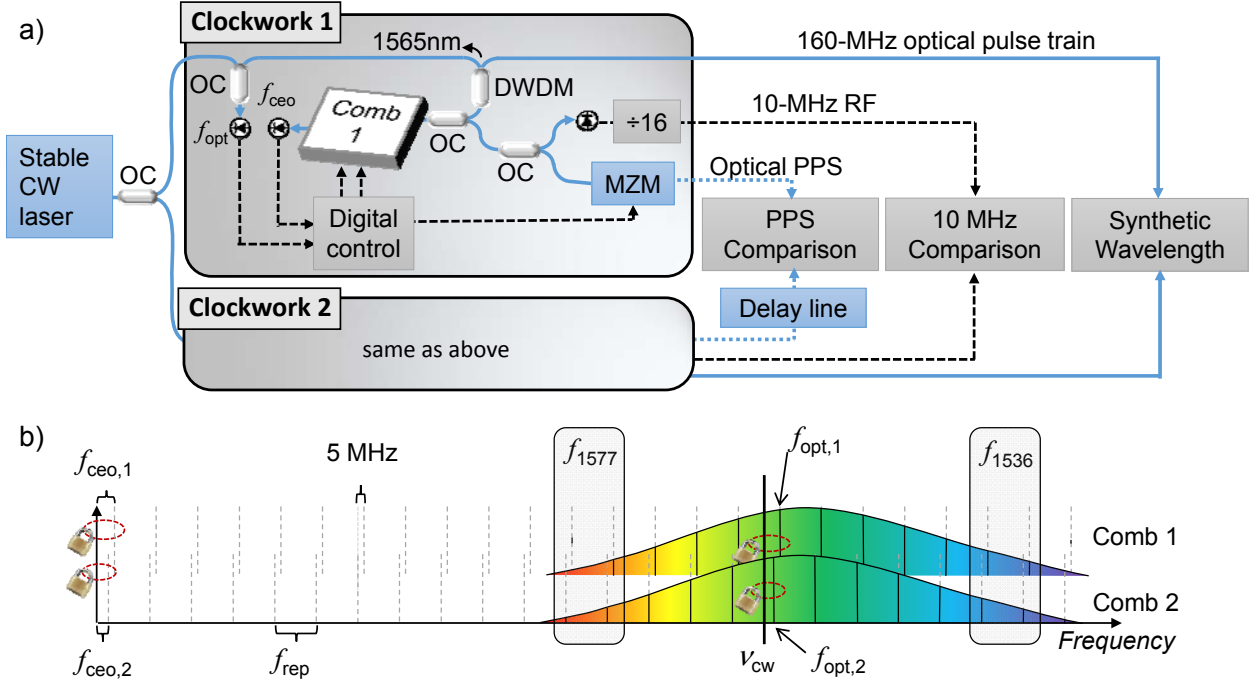 a)
Clockwork 1
1565nm
160-MHz optical pulse train
OC
DWDM
f_ceo
10-MHz RF
Comb
1
÷16
f_opt
OC
Stable
CW
laser
OC
OC
Optical PPS
MZM
Digital
control
PPS
Comparison
10 MHz
Comparison
Synthetic
Wavelength
Clockwork 2
Delay line
same as above
b)
f_ceo,1
5 MHz
f_1577
f_opt,1
f_1536
Comb 1
Comb 2
Frequency
f_ceo,2
f_rep
ν_cw
f_opt,2